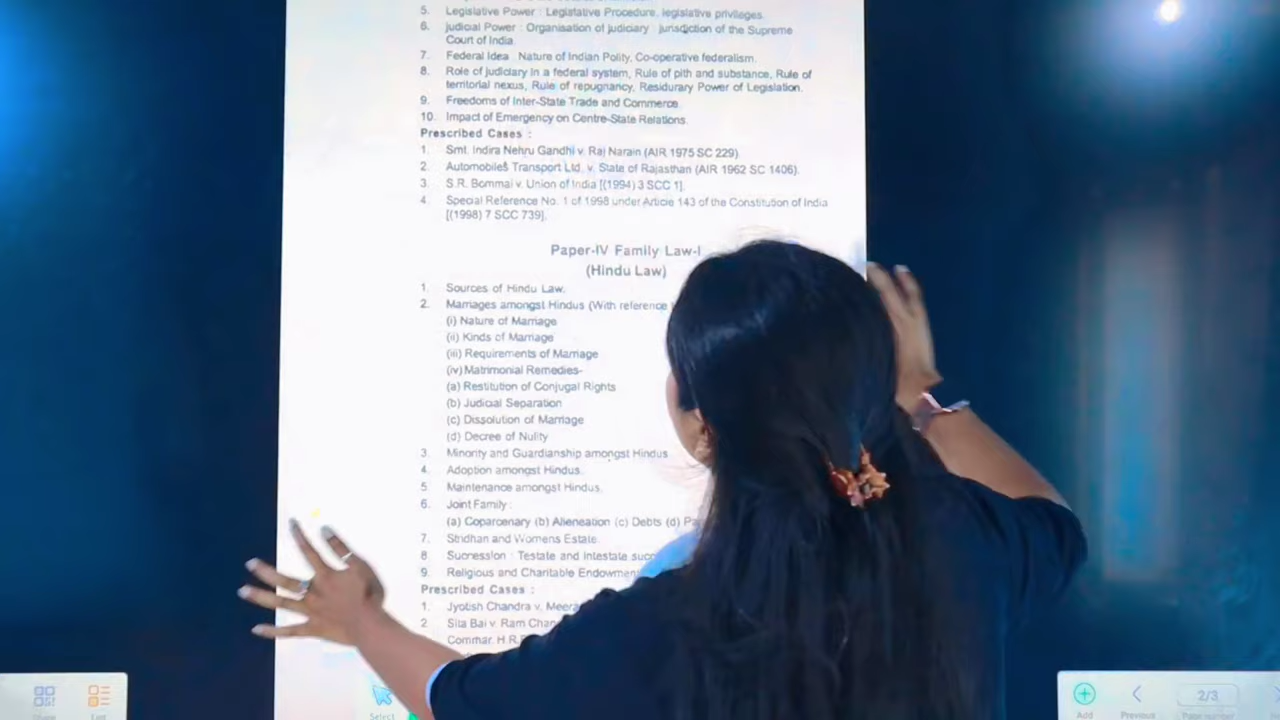 5. Legislative Power : Legislative Procedure, legislative privileges.
6. judicial Power : Organisation of judiciary : jurisdiction of the Supreme
Court of India.
7. Federal Idea : Nature of Indian Polity, Co-operative federalism.
8. Role of judiciary in a federal system, Rule of pith and substance, Rule of
territorial nexus, Rule of repugnancy, Residurary Power of Legislation.
9. Freedoms of Inter-State Trade and Commerce.
10. Impact of Emergency on Centre-State Relations.
Prescribed Cases :
1. Smt. Indira Nehru Gandhi v. Raj Narain (AIR 1975 SC 229)
2. Automobiles Transport Ltd. v. State of Rajasthan (AIR 1962 SC 1406).
3. S.R. Bommai v. Union of India [(1994) 3 SCC 1].
4. Special Reference No. 1 of 1998 under Article 143 of the Constitution of India
[(1998) 7 SCC 739].
Paper-IV Family Law-I
(Hindu Law)
1. Sources of Hindu Law.
2. Marriages amongst Hindus (With reference
(i) Nature of Marriage
(ii) Kinds of Marriage
(iii) Requirements of Marriage
(iv) Matrimonial Remedies-
(a) Restitution of Conjugal Rights
(b) Judicial Separation
(c) Dissolution of Marriage
(d) Decree of Nulity
3. Minority and Guardianship amongst Hindus
4. Adoption amongst Hindus.
5. Maintenance amongst Hindus.
6. Joint Family :
(a) Coparcenary (b) Alieneation (c) Debts (d)
7. Stridhan and Womens Estate.
8. Sucression : Testate and intestate
9. Religious and Charitable
Prescribed Cases :
1. Jyotish Chandra v. Meera
2. Sita Bai v. Ram
Commar. H.R.
Select
Add
Previous
2/3